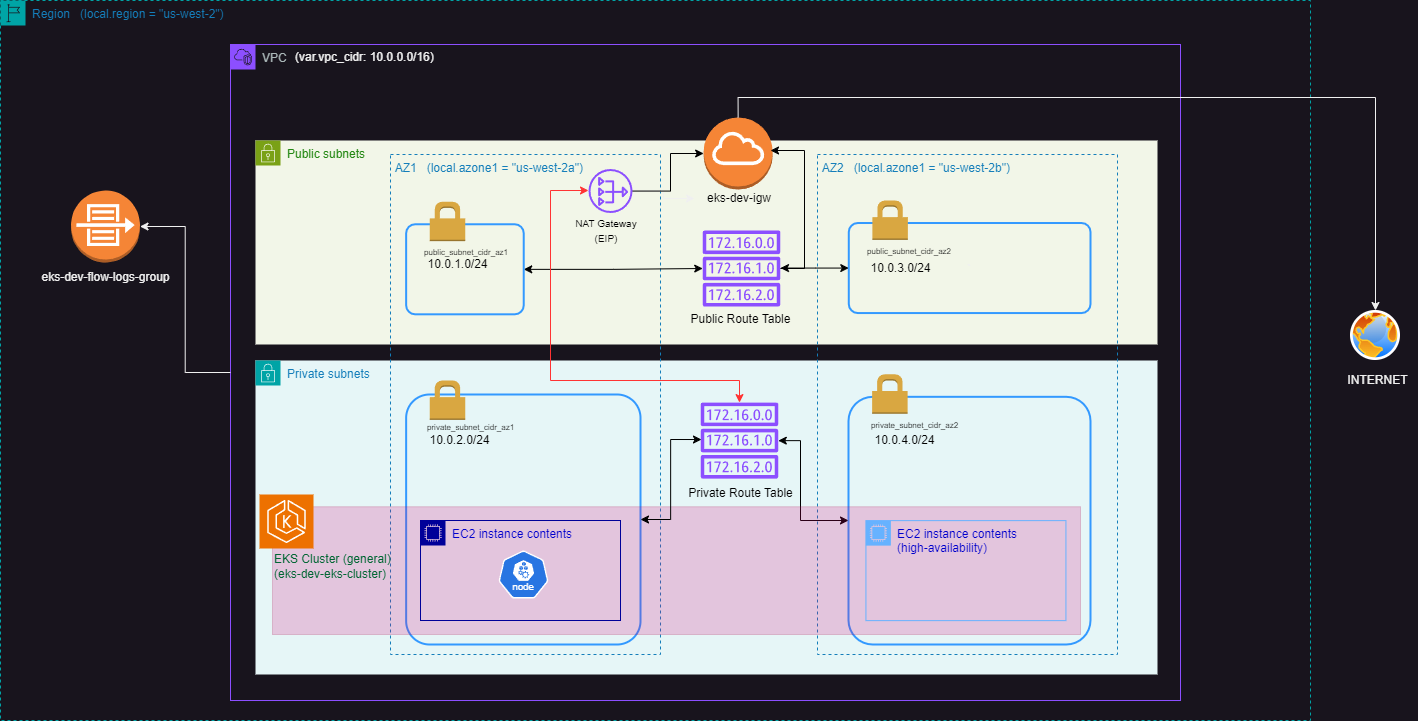 Region (local.region = "us-west-2")
VPC (var.vpc_cidr: 10.0.0.0/16)
Public subnets
AZ1 (local.azone1 = "us-west-2a")
AZ2 (local.azone1 = "us-west-2b")
eks-dev-igw
NAT Gateway
(EIP)
public_subnet_cidr_az1
10.0.1.0/24
172.16.0.0
172.16.1.0
172.16.2.0
Public Route Table
public_subnet_cidr_az2
10.0.3.0/24
eks-dev-flow-logs-group
INTERNET
Private subnets
private_subnet_cidr_az1
10.0.2.0/24
172.16.0.0
172.16.1.0
172.16.2.0
Private Route Table
private_subnet_cidr_az2
10.0.4.0/24
K
EKS Cluster (general)
(eks-dev-eks-cluster)
EC2 instance contents
node
EC2 instance contents
(high-availability)